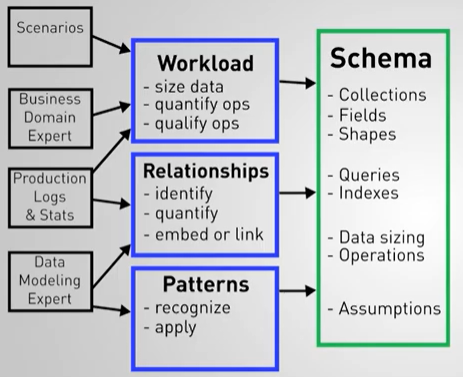 Scenarios
Business
Domain
Expert
Production
Logs
& Stats
Data
Modeling
Expert
Workload
- size data
- quantify ops
- qualify ops
Relationships
- identify
- quantify
- embed or link
Patterns
- recognize
- apply
Schema
- Collections
- Fields
- Shapes
- Queries
- Indexes
- Data sizing
- Operations
- Assumptions